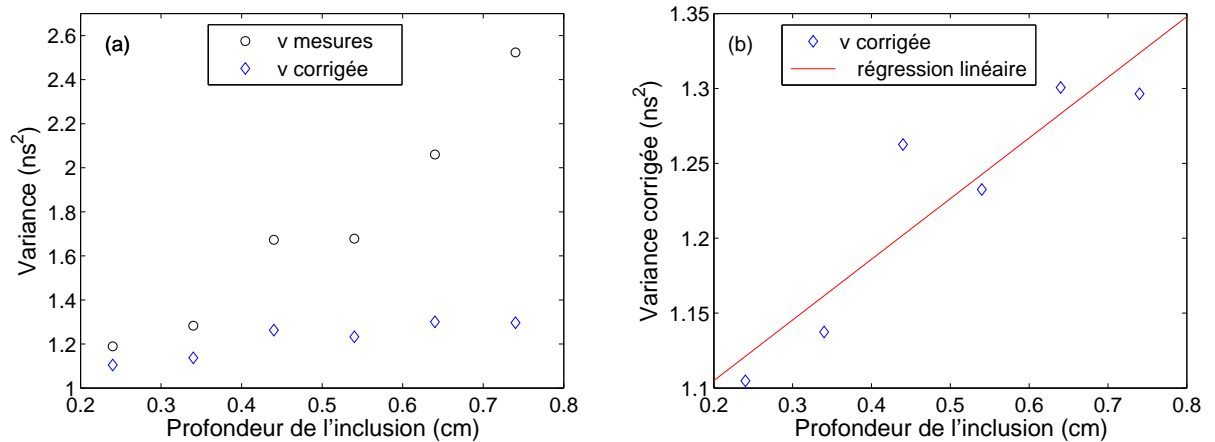 (a)
v mesures
v corrigée
Variance (ns2)
2.6
2.4
2.2
2
1.8
1.6
1.4
1.2
1
0.2 0.3 0.4 0.5 0.6 0.7 0.8
Profondeur de l'inclusion (cm)
(b)
v corrigée
régression linéaire
Variance corrigée (ns2)
1.35
1.3
1.25
1.2
1.15
1.1
0.2 0.3 0.4 0.5 0.6 0.7 0.8
Profondeur de l'inclusion (cm)